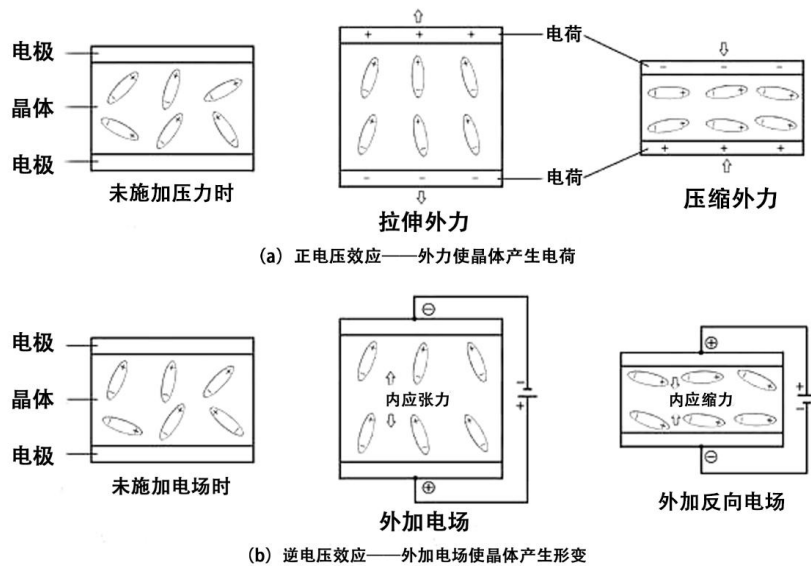 电极
晶体
电极
未施加压力时
+ + +
- - -
拉伸外力
电荷
电荷
- - -
+ + +
压缩外力
(a) 正电压效应——外力使晶体产生电荷
电极
晶体
电极
未施加电场时
⊖
内应张力
⊕
-
+
外加电场
⊕
内应缩力
⊖
+
-
外加反向电场
(b) 逆电压效应——外加电场使晶体产生形变